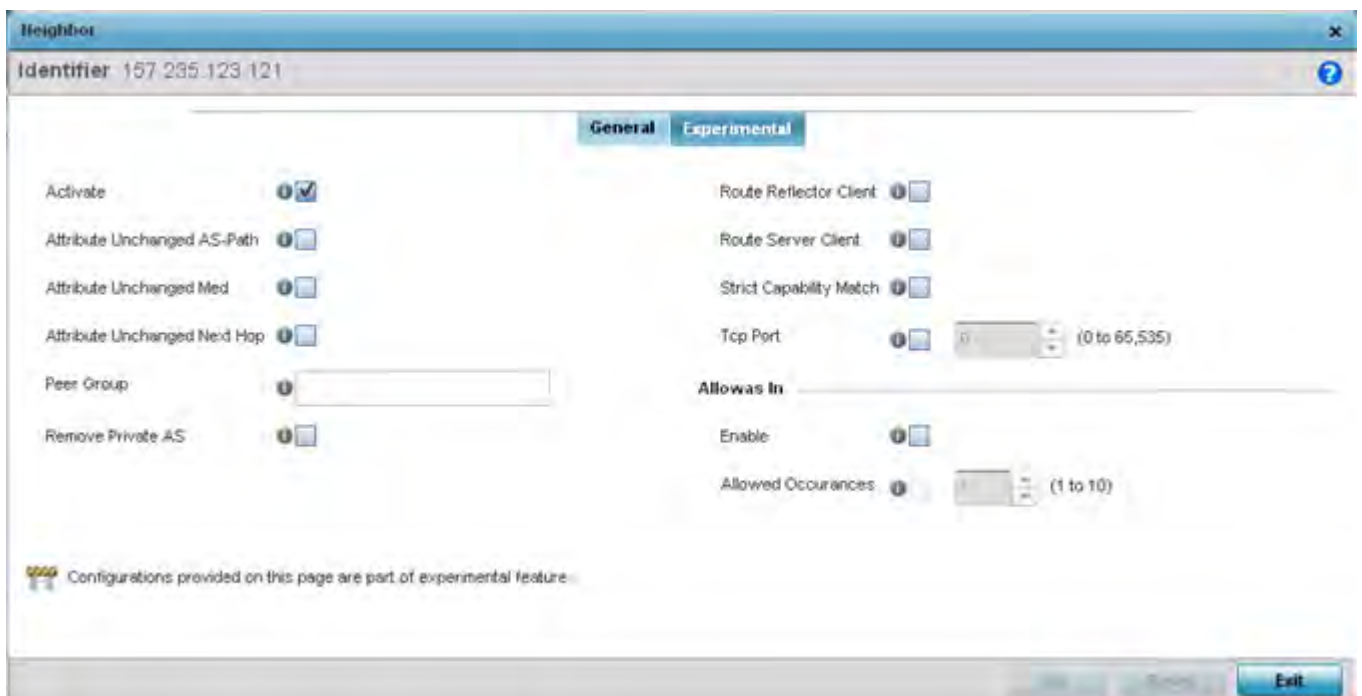 Neighbor
Identifier 157.235.123.121
General Experimental
Activate
Attribute Unchanged AS-Path
Attribute Unchanged Med
Attribute Unchanged Next Hop
Peer Group
Remove Private AS
Route Reflector Client
Route Server Client
Strict Capability Match
Tcp Port 0 (0 to 65,535)
Allowas In
Enable
Allowed Occurances (1 to 10)
Configurations provided on this page are part of experimental feature
Exit